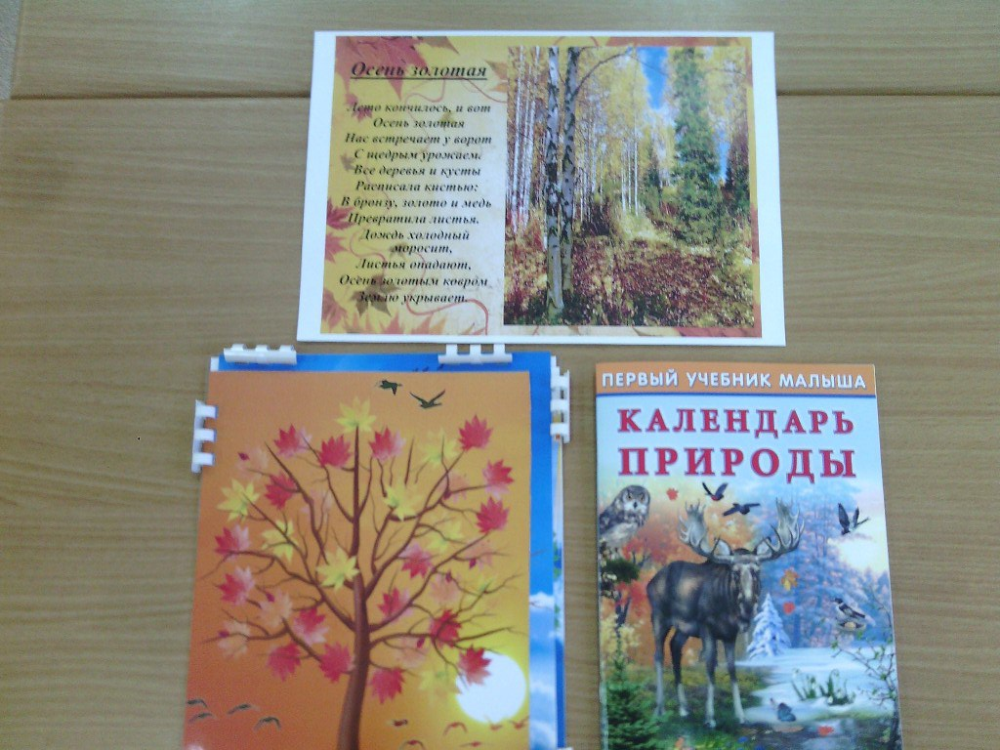 Осень золотая
Лето кончилось, и вот
Осень золотая
Нас встречает у ворот
С щедрым урожаем.
Все деревья и кусты
Расписала кистью:
В бронзу, золото и медь
Превратила листья.
Дождь холодный
моросит,
Листья опадают,
Осень золотым ковром
Землю укрывает.
ПЕРВЫЙ УЧЕБНИК МАЛЫША
КАЛЕНДАРЬ
ПРИРОДЫ